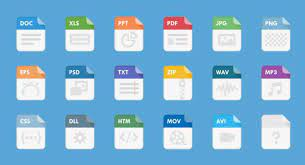 DOC XLS PPT PDF JPG PNG
EPS PSD TXT ZIP WAV MP3
CSS DLL HTM MOV AVI ?